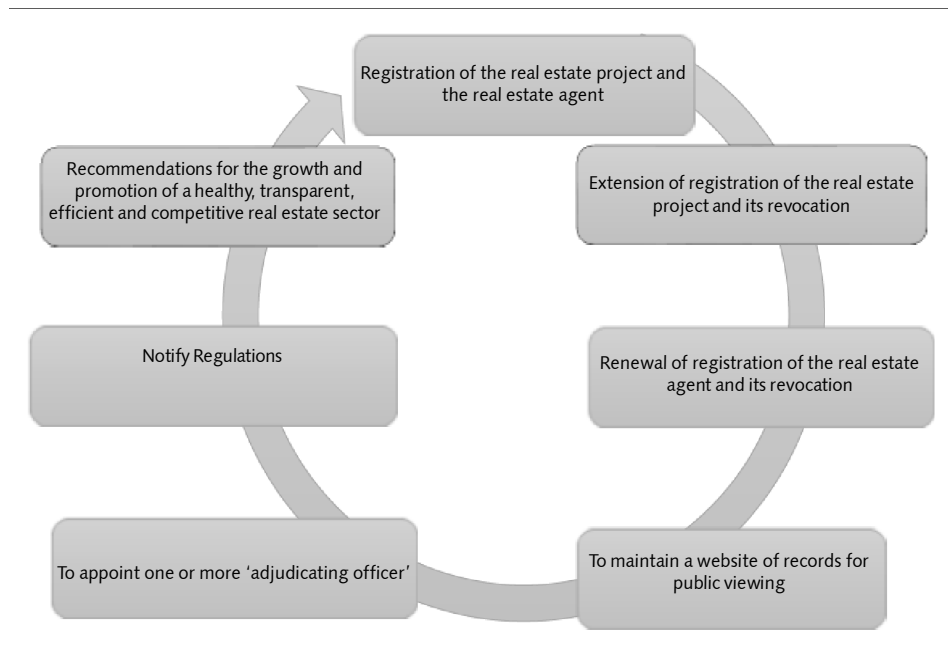 Registration of the real estate project and
the real estate agent
Extension of registration of the real estate
project and its revocation
Renewal of registration of the real estate
agent and its revocation
To maintain a website of records for
public viewing
To appoint one or more ‘adjudicating officer’
Notify Regulations
Recommendations for the growth and
promotion of a healthy, transparent,
efficient and competitive real estate sector